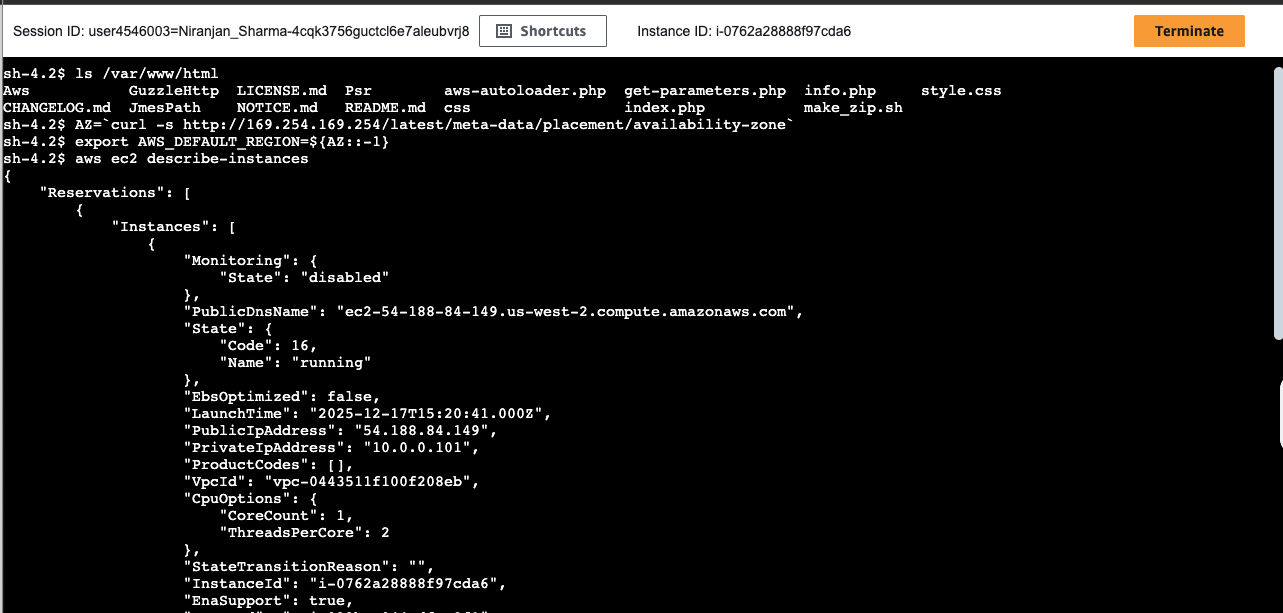 Session ID: user4546003=Niranjan_Sharma-4cqk3756guctcl6e7aleubvrj8 Shortcuts Instance ID: i-0762a28888f97cda6 Terminate
sh-4.2$ ls /var/www/html
Aws GuzzleHttp LICENSE.md Psr aws-autoloader.php get-parameters.php info.php style.css
CHANGELOG.md JmesPath NOTICE.md README.md css index.php make_zip.sh
sh-4.2$ AZ=`curl -s http://169.254.169.254/latest/meta-data/placement/availability-zone`
sh-4.2$ export AWS_DEFAULT_REGION=${AZ::-1}
sh-4.2$ aws ec2 describe-instances
{
    "Reservations": [
        {
            "Instances": [
                {
                    "Monitoring": {
                        "State": "disabled"
                    },
                    "PublicDnsName": "ec2-54-188-84-149.us-west-2.compute.amazonaws.com",
                    "State": {
                        "Code": 16,
                        "Name": "running"
                    },
                    "EbsOptimized": false,
                    "LaunchTime": "2025-12-17T15:20:41.000Z",
                    "PublicIpAddress": "54.188.84.149",
                    "PrivateIpAddress": "10.0.0.101",
                    "ProductCodes": [],
                    "VpcId": "vpc-0443511f100f208eb",
                    "CpuOptions": {
                        "CoreCount": 1,
                        "ThreadsPerCore": 2
                    },
                    "StateTransitionReason": "",
                    "InstanceId": "i-0762a28888f97cda6",
                    "EnaSupport": true,